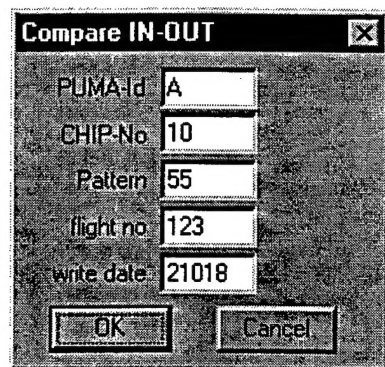 Compare IN-OUT
PUMA-Id A
CHIP-No 10
Pattern 55
flight no 123
write date 21018
OK Cancel